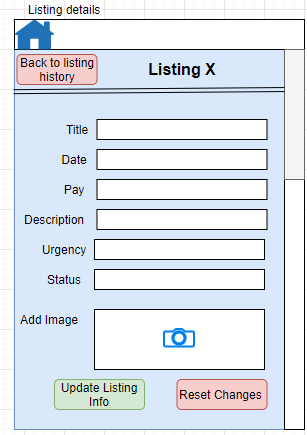 Listing details
Back to listing
history
Listing X
Title
Date
Pay
Description
Urgency
Status
Add Image
Update Listing
Info
Reset Changes